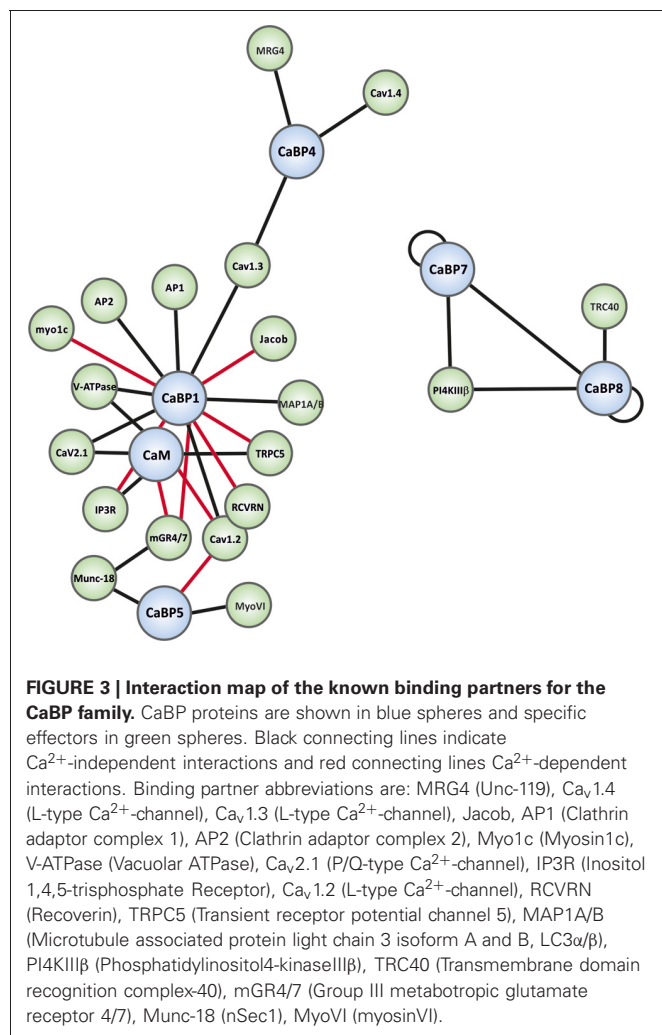 MRG4
Cav1.4
CaBP4
Cav1.3
AP1
AP2
myo1c
Jacob
V-ATPase
CaBP1
MAP1A/B
CaV2.1
CaM
TRPC5
IP3R
RCVRN
mGR4/7
Cav1.2
Munc-18
CaBP5
MyoVI
CaBP7
TRC40
PI4KIIIβ
CaBP8
FIGURE 3 | Interaction map of the known binding partners for the
CaBP family. CaBP proteins are shown in blue spheres and specific
effectors in green spheres. Black connecting lines indicate
Ca²⁺-independent interactions and red connecting lines Ca²⁺-dependent
interactions. Binding partner abbreviations are: MRG4 (Unc-119), Caᵥ1.4
(L-type Ca²⁺-channel), Caᵥ1.3 (L-type Ca²⁺-channel), Jacob, AP1 (Clathrin
adaptor complex 1), AP2 (Clathrin adaptor complex 2), Myo1c (Myosin1c),
V-ATPase (Vacuolar ATPase), Caᵥ2.1 (P/Q-type Ca²⁺-channel), IP3R (Inositol
1,4,5-trisphosphate Receptor), Caᵥ1.2 (L-type Ca²⁺-channel), RCVRN
(Recoverin), TRPC5 (Transient receptor potential channel 5), MAP1A/B
(Microtubule associated protein light chain 3 isoform A and B, LC3α/β),
PI4KIIIβ (Phosphatidylinositol4-kinaseIIIβ), TRC40 (Transmembrane domain
recognition complex-40), mGR4/7 (Group III metabotropic glutamate
receptor 4/7), Munc-18 (nSec1), MyoVI (myosinVI).